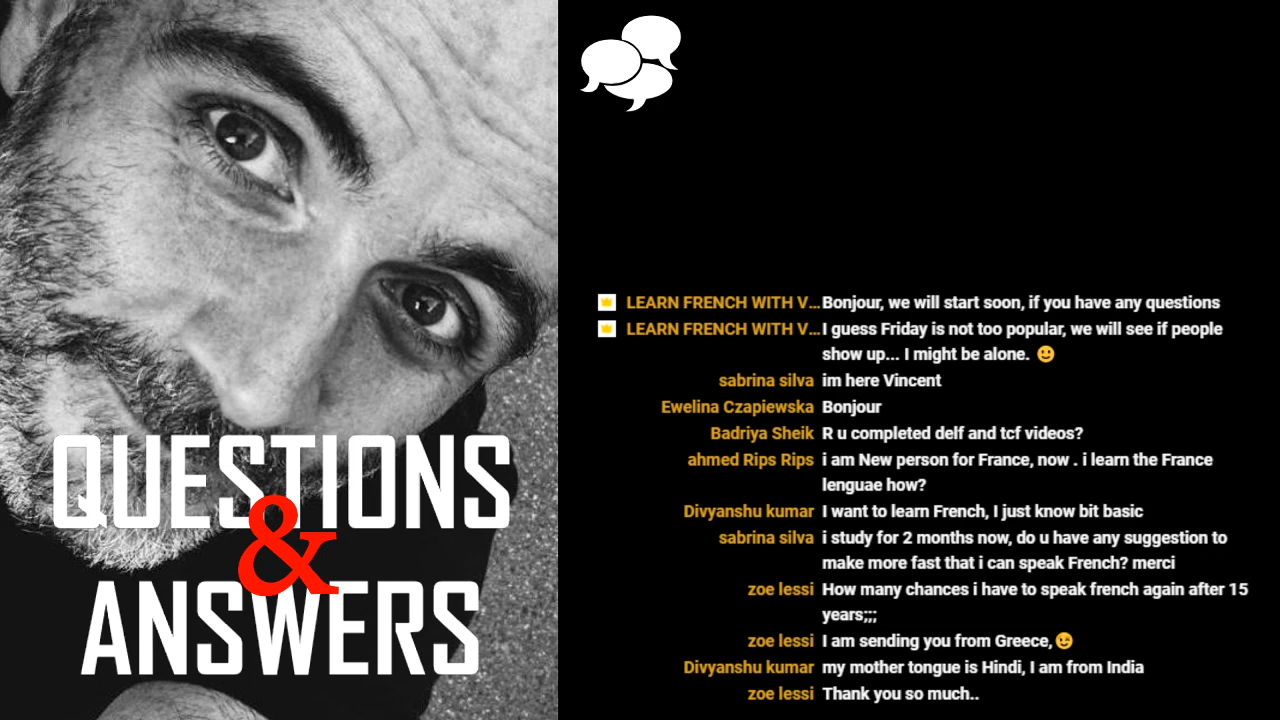 QUESTIONS
&
ANSWERS
LEARN FRENCH WITH V... Bonjour, we will start soon, if you have any questions
LEARN FRENCH WITH V... I guess Friday is not too popular, we will see if people
show up... I might be alone. 😃
sabrina silva im here Vincent
Ewelina Czapiewska Bonjour
Badriya Sheik R u completed delf and tcf videos?
ahmed Rips Rips i am New person for France, now . i learn the France
lenguae how?
Divyanshu kumar I want to learn French, I just know bit basic
sabrina silva i study for 2 months now, do u have any suggestion to
make more fast that i can speak French? merci
zoe lessi How many chances i have to speak french again after 15
years;;;
zoe lessi I am sending you from Greece,😉
Divyanshu kumar my mother tongue is Hindi, I am from India
zoe lessi Thank you so much..